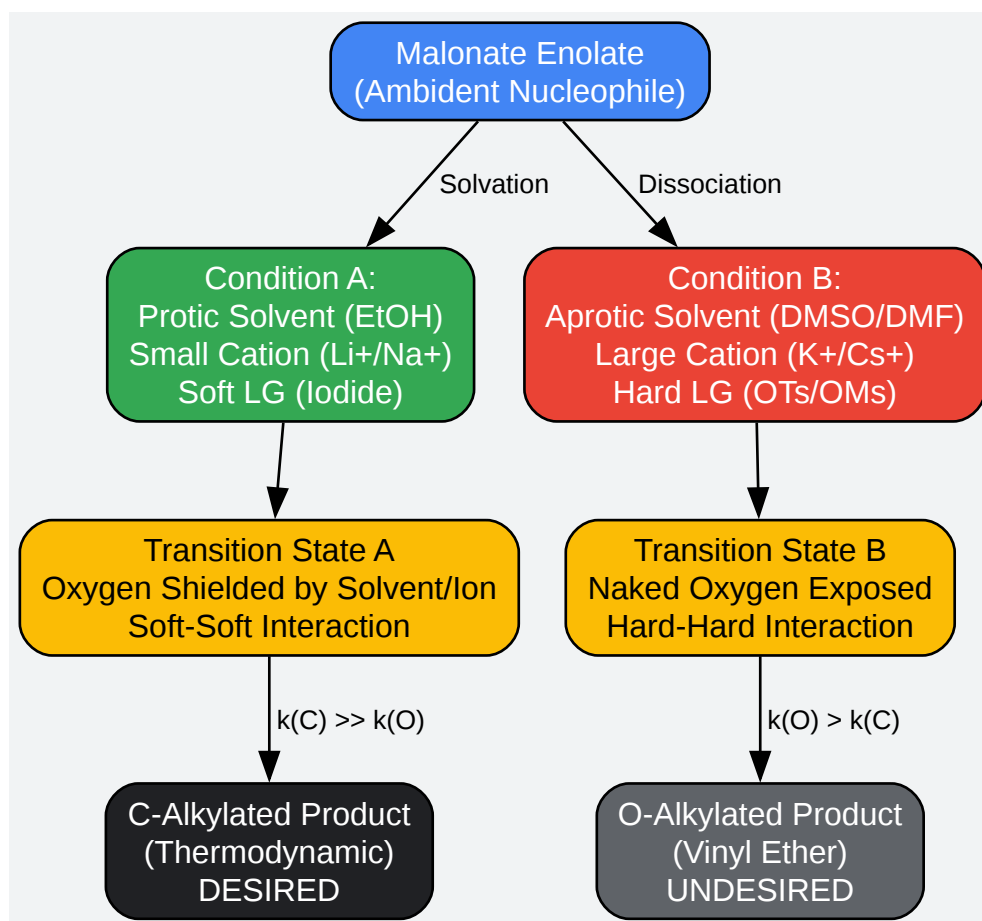 Malonate Enolate
(Ambident Nucleophile)
Solvation
Dissociation
Condition A:
Protic Solvent (EtOH)
Small Cation (Li+/Na+)
Soft LG (Iodide)
Condition B:
Aprotic Solvent (DMSO/DMF)
Large Cation (K+/Cs+)
Hard LG (OTs/OMs)
Transition State A
Oxygen Shielded by Solvent/Ion
Soft-Soft Interaction
Transition State B
Naked Oxygen Exposed
Hard-Hard Interaction
k(C) >> k(O)
k(O) > k(C)
C-Alkylated Product
(Thermodynamic)
DESIRED
O-Alkylated Product
(Vinyl Ether)
UNDESIRED